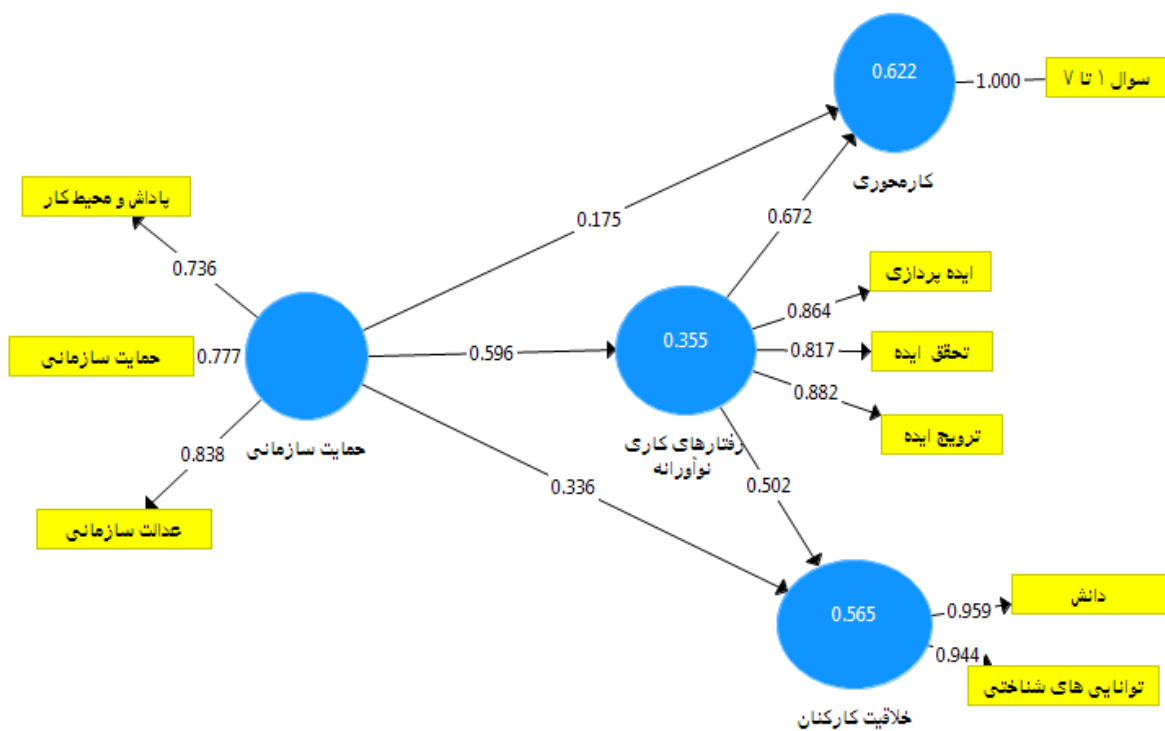 0.622
1.000
سوال ۱ تا ۷
کارمحوری
پاداش و محیط کار
0.736
0.175
0.672
ایده پردازی
0.864
حمایت سازمانی
0.777
0.596
0.355
0.817
تحقق ایده
0.882
ترویج ایده
حمایت سازمانی
رفتارهای کاری
نوآورانه
0.838
0.336
0.502
عدالت سازمانی
0.565
0.959
دانش
0.944
توانایی های شناختی
خلاقیت کارکنان